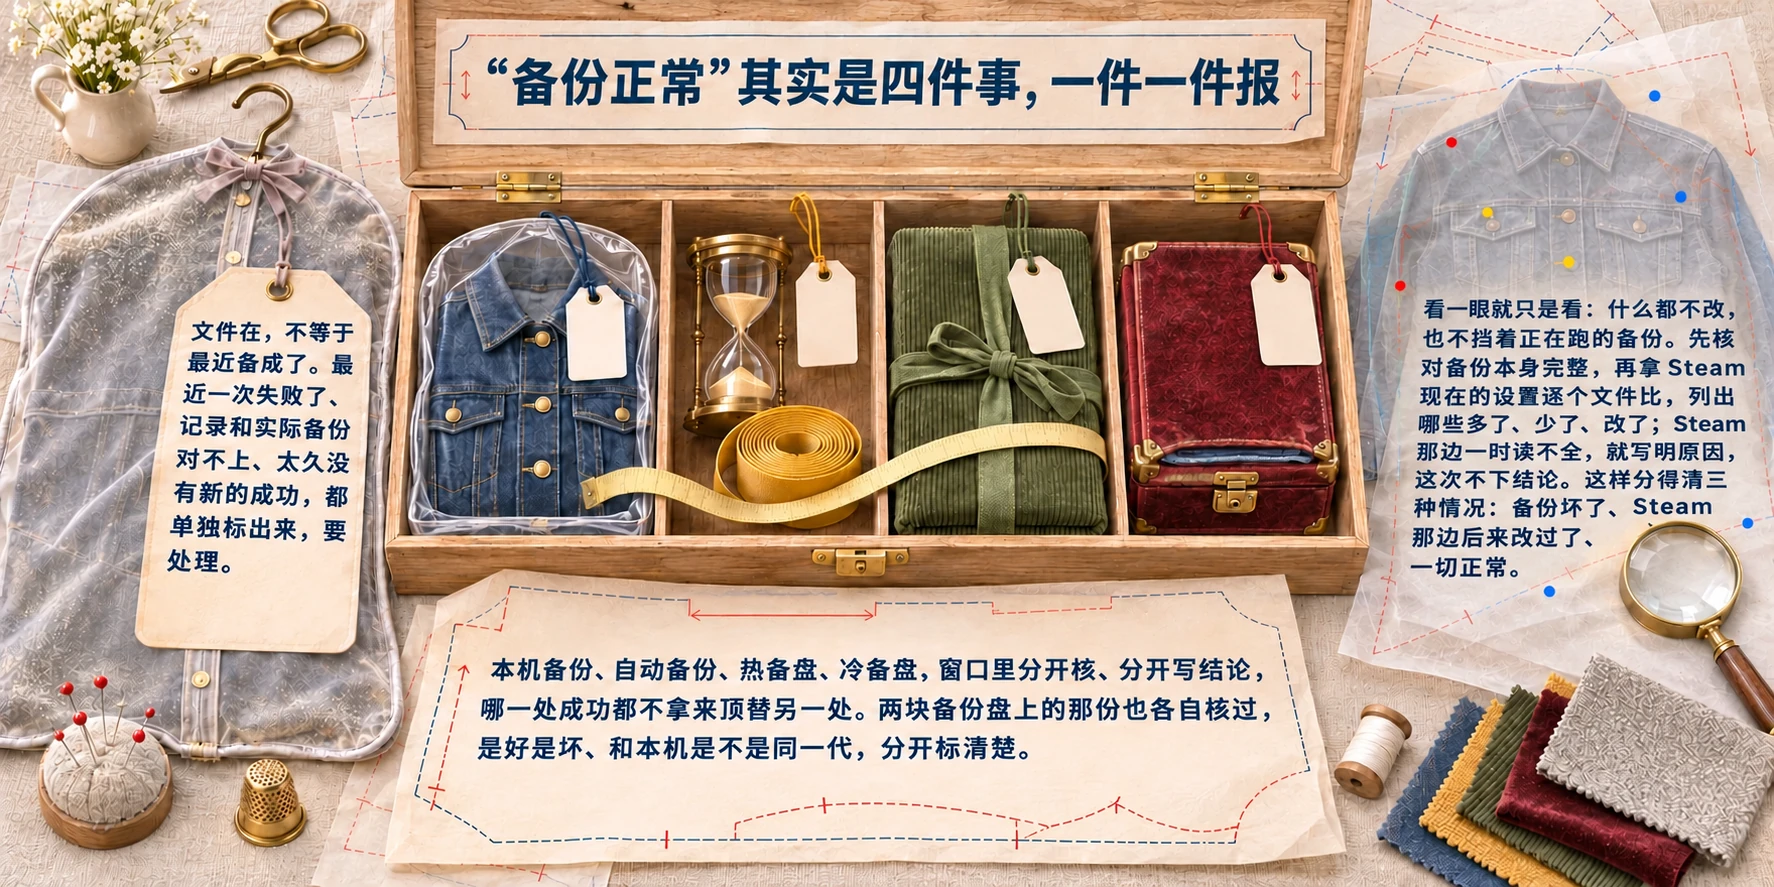 “备份正常”其实是四件事，一件一件报
文件在，不等于
最近备成了。最
近一次失败了、
记录和实际备份
对不上、太久没
有新的成功，都
单独标出来，要
处理。
看一眼就只是看：什么都不改，
也不挡着正在跑的备份。先核
对备份本身完整，再拿 Steam
现在的设置逐个文件比，列出
哪些多了、少了、改了；Steam
那边一时读不全，就写明原因，
这次不下结论。这样分得清三
种情况：备份坏了、Steam
那边后来改过了、
一切正常。
本机备份、自动备份、热备盘、冷备盘，窗口里分开核、分开写结论，
哪一处成功都不拿来顶替另一处。两块备份盘上的那份也各自核过，
是好是坏、和本机是不是同一代，分开标清楚。